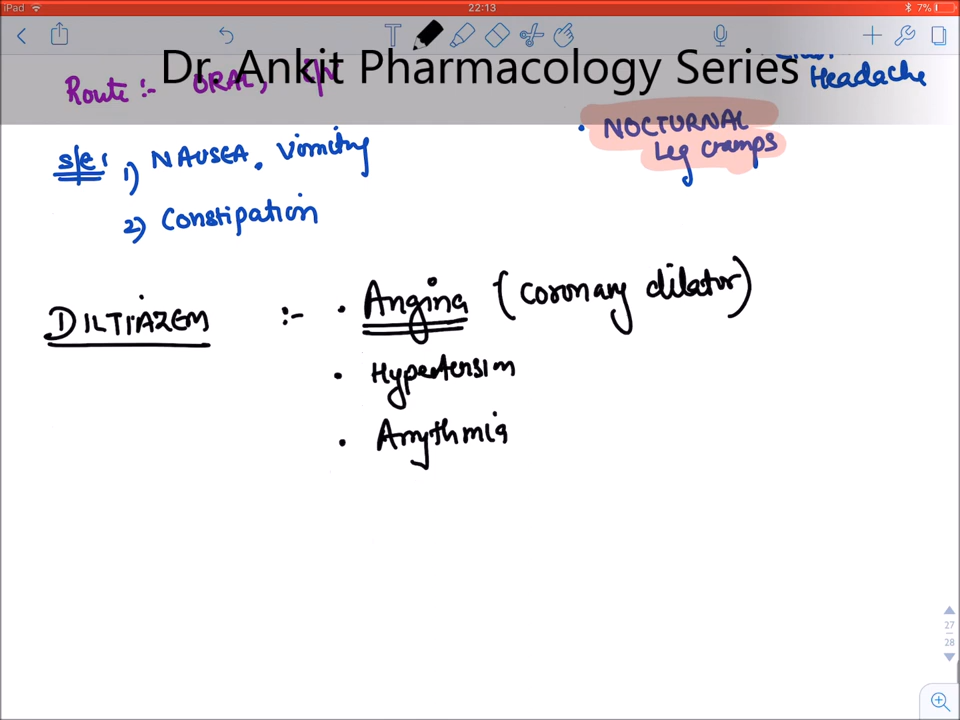 iPad 22:13 7%
Dr. Ankit Pharmacology Series
Route :- ORAL,
Headache
S/E: 1) NAUSEA. Vomiting
NOCTURNAL
Leg cramps
2) Constipation
DILTIAZEM :- • Angina (coronary dilator)
• Hypertension
• Arrythmia
27
28